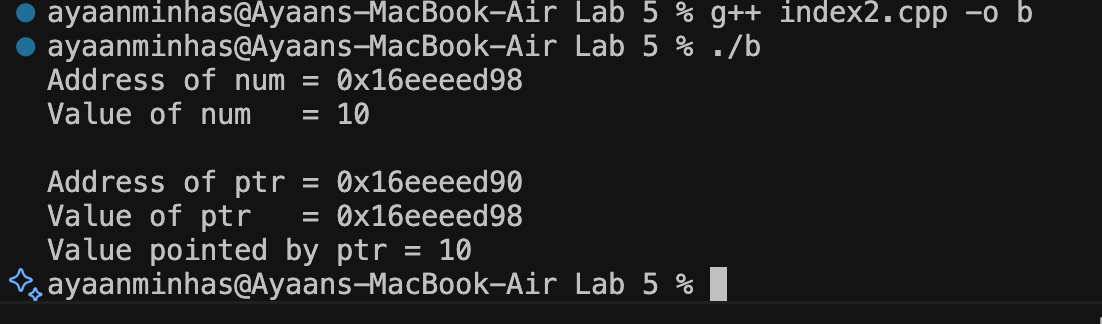 ayaanminhas@Ayaans-MacBook-Air Lab 5 % g++ index2.cpp -o b
ayaanminhas@Ayaans-MacBook-Air Lab 5 % ./b
Address of num = 0x16eeeed98
Value of num   = 10

Address of ptr = 0x16eeeed90
Value of ptr   = 0x16eeeed98
Value pointed by ptr = 10
ayaanminhas@Ayaans-MacBook-Air Lab 5 %